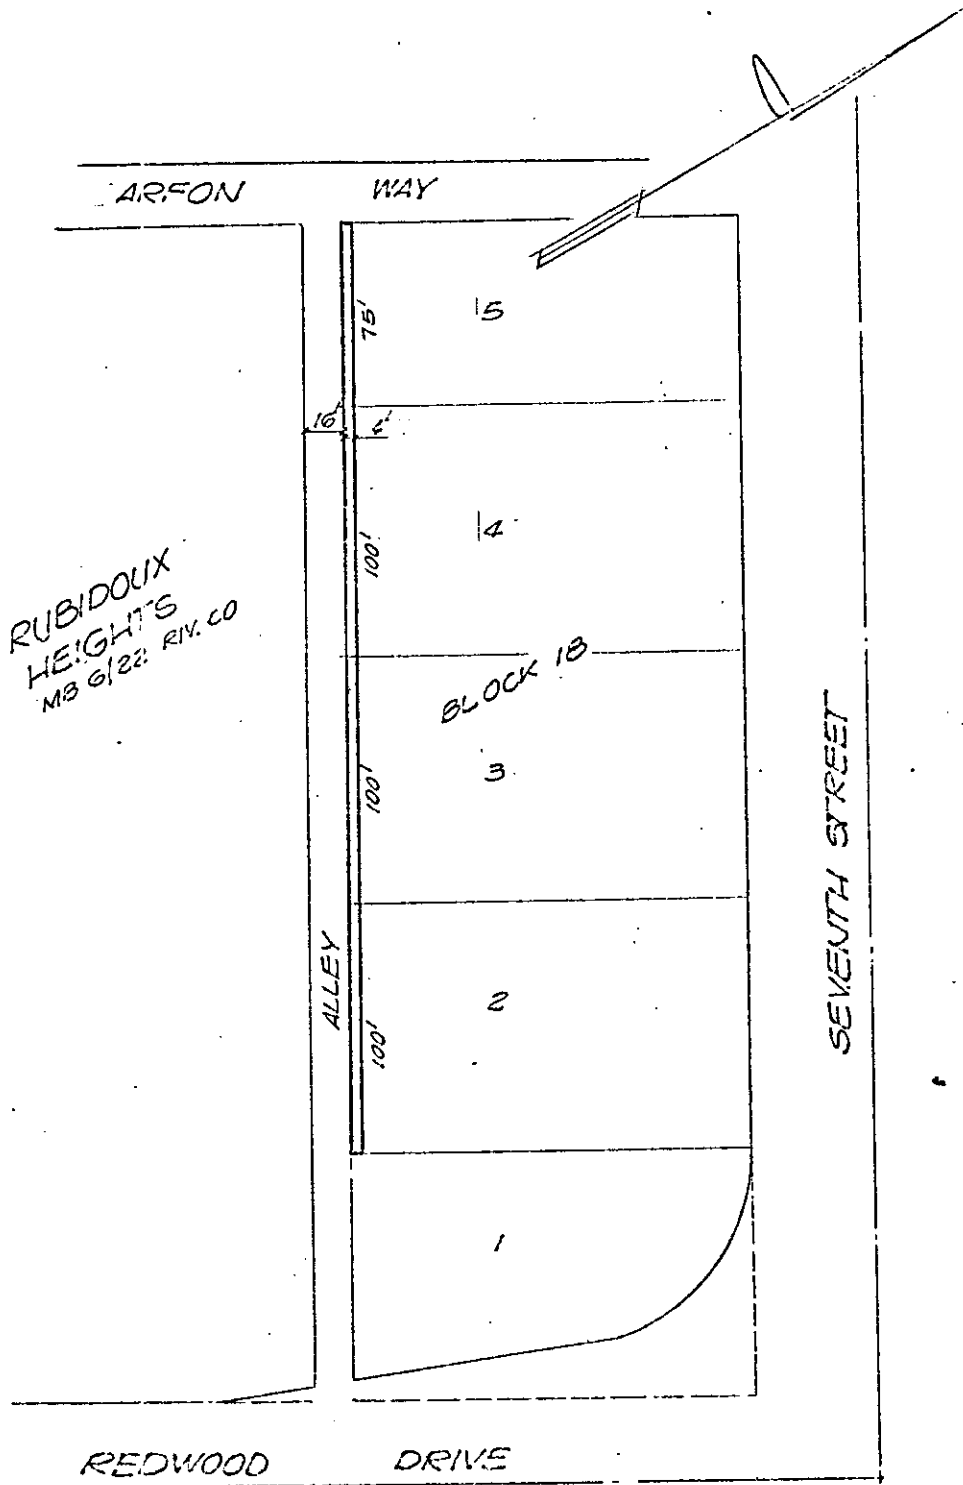 ARFON WAY
5
75'
16'
4
100'
RUBIDOUX
HEIGHTS
MB 6/22 RIV. CO
BLOCK 18
3
100'
SEVENTH STREET
ALLEY
2
100'
1
REDWOOD DRIVE